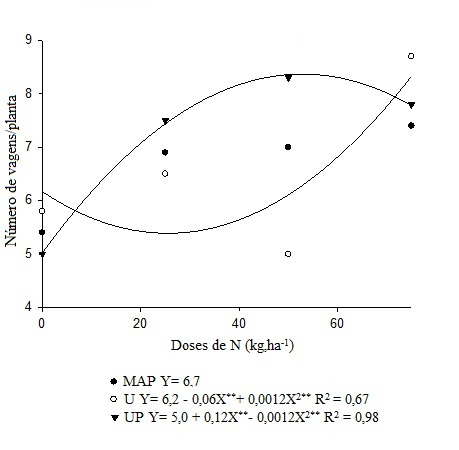 9
8
7
6
5
4
Número de vagens/planta
0 20 40 60
Doses de N (kg,ha⁻¹)
● MAP Y= 6.7
○ U Y= 6,2 - 0,06X**+ 0,0012X²** R² = 0,67
▼ UP Y= 5,0 + 0,12X**- 0,0012X²** R² = 0,98